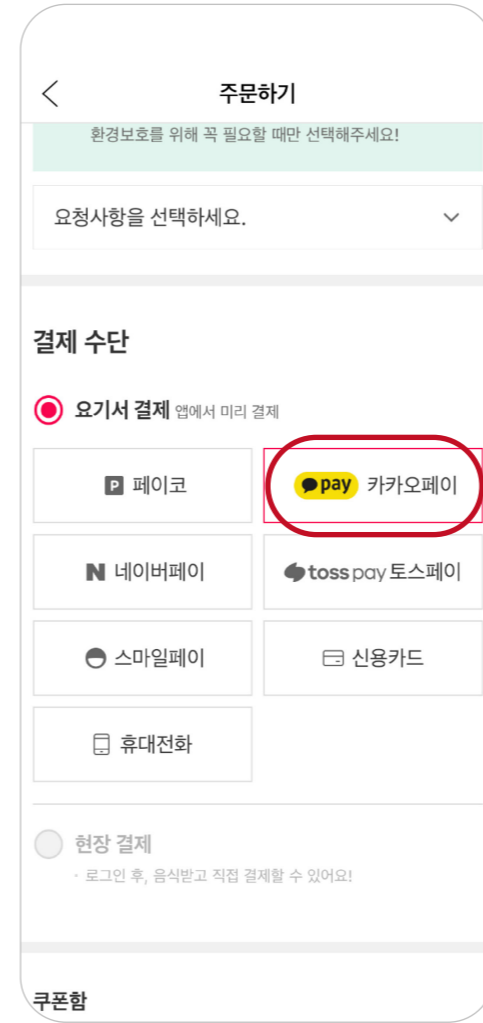 주문하기
환경보호를 위해 꼭 필요할 때만 선택해주세요!
요청사항을 선택하세요.
결제 수단
요기서 결제 앱에서 미리 결제
P 페이코
pay 카카오페이
N 네이버페이
toss pay 토스페이
스마일페이
신용카드
휴대전화
현장 결제
· 로그인 후, 음식받고 직접 결제할 수 있어요!
쿠폰함